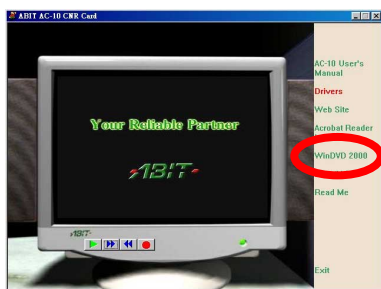 ABIT AC-10 CNR Card
Your Reliable Partner
ABIT
ABIT
AC-10 User's
Manual
Drivers
Web Site
Acrobat Reader
WinDVD 2000
Read Me
Exit